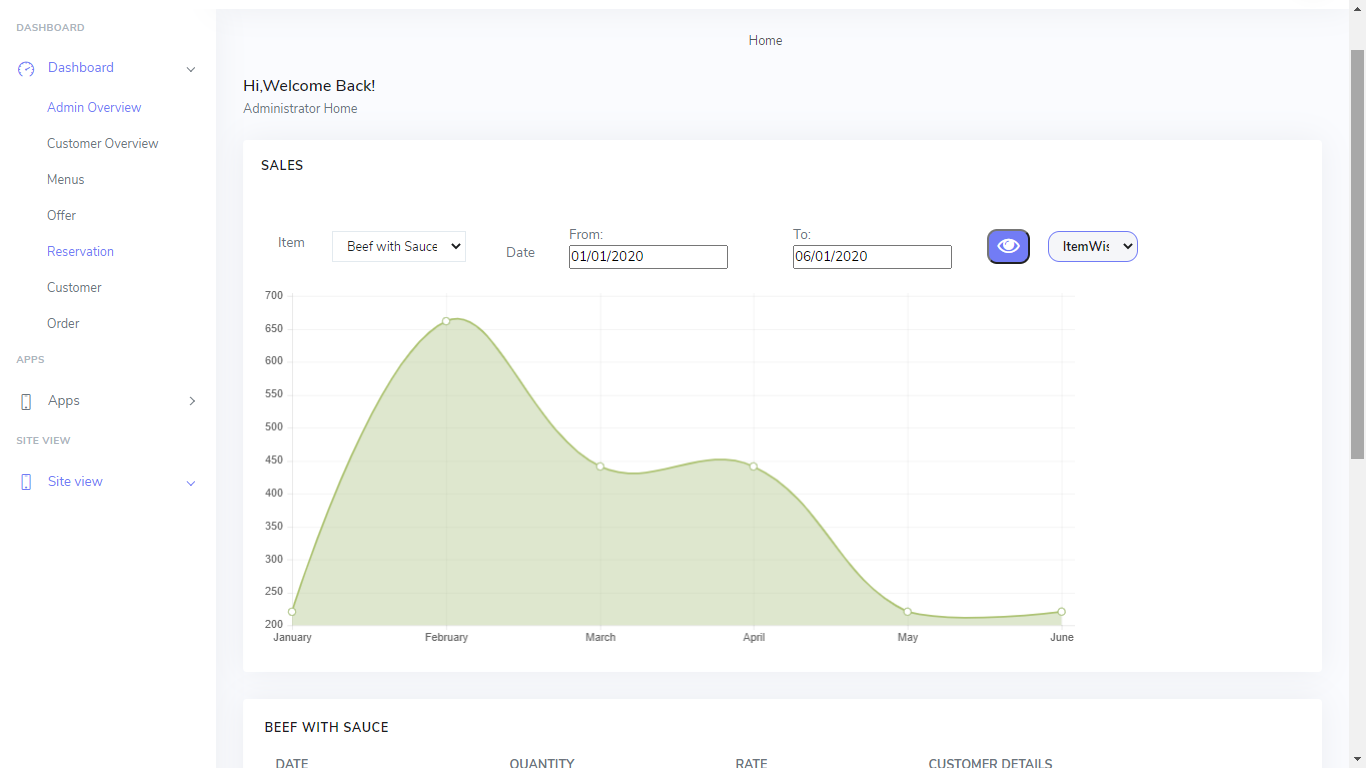 DASHBOARD
Dashboard
Admin Overview
Customer Overview
Menus
Offer
Reservation
Customer
Order
APPS
Apps
SITE VIEW
Site view
Home
Hi,Welcome Back!
Administrator Home
SALES
Item
Beef with Sauce
Date
From:
01/01/2020
To:
06/01/2020
ItemWis
700
650
600
550
500
450
400
350
300
250
200
January February March April May June
BEEF WITH SAUCE
DATE QUANTITY RATE CUSTOMER DETAILS